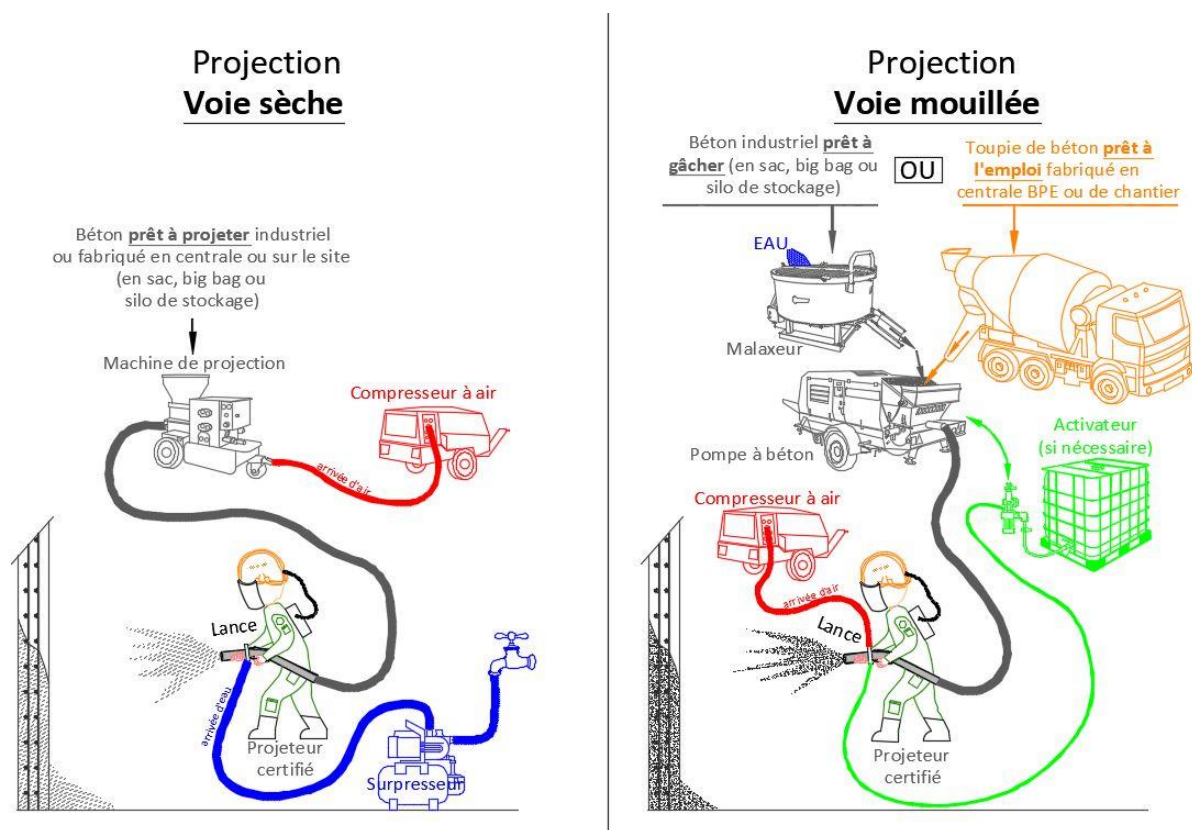 Projection
Voie sèche
Béton prêt à projeter industriel
ou fabriqué en centrale ou sur le site
(en sac, big bag ou
silo de stockage)
Machine de projection
Compresseur à air
arrivée d'air
Lance
arrivée d'eau
Projeteur
certifié
Surpresseur
Projection
Voie mouillée
Béton industriel prêt à
gâcher (en sac, big bag ou
silo de stockage)
OU
Toupie de béton prêt à
l'emploi fabriqué en
centrale BPE ou de chantier
EAU
Malaxeur
Pompe à béton
Activateur
(si nécessaire)
Compresseur à air
arrivée d'air
Lance
Projeteur
certifié